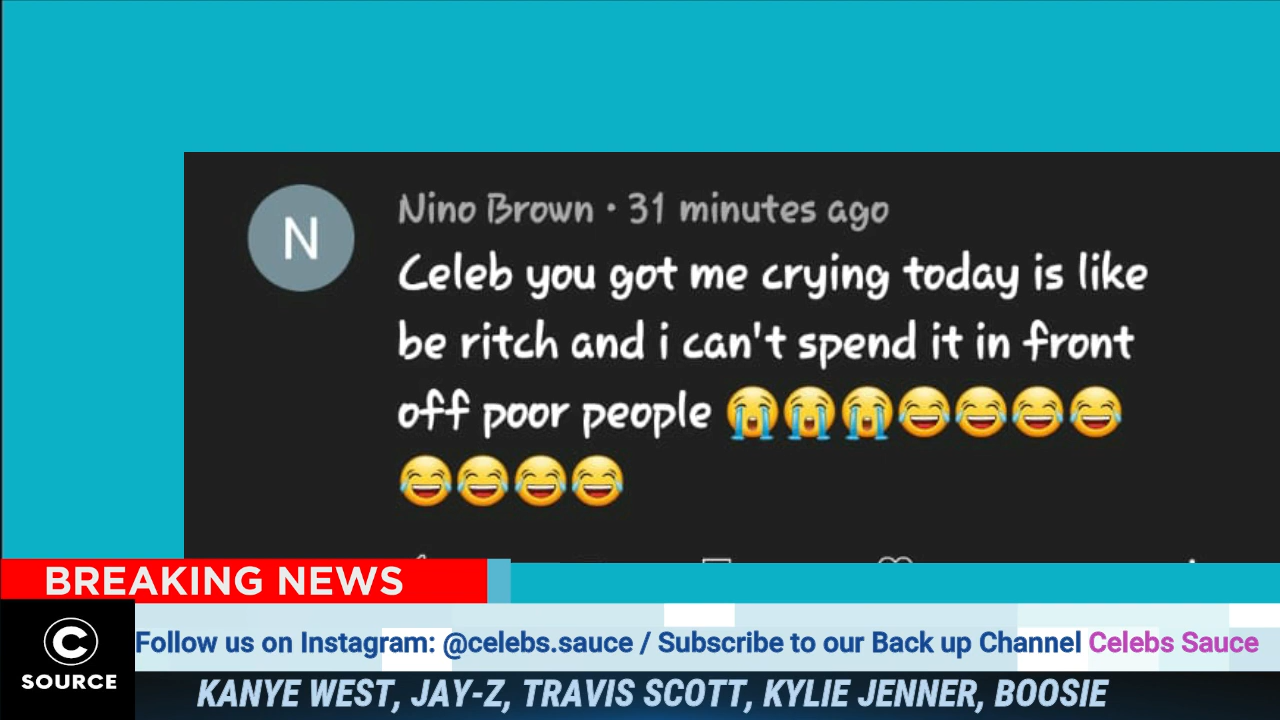 N
Nino Brown • 31 minutes ago
Celeb you got me crying today is like
be ritch and i can't spend it in front
off poor people 😭😭😭😂😂😂😂
😂😂😂😂
BREAKING NEWS
C
SOURCE
Follow us on Instagram: @celebs.sauce / Subscribe to our Back up Channel Celebs Sauce
KANYE WEST, JAY-Z, TRAVIS SCOTT, KYLIE JENNER, BOOSIE